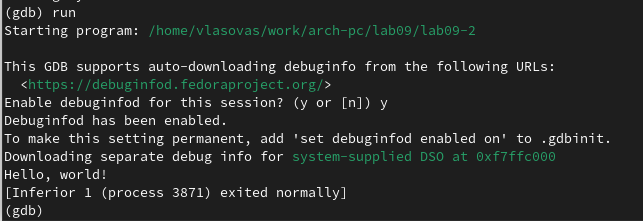 (gdb) run
Starting program: /home/vlasovas/work/arch-pc/lab09/lab09-2
This GDB supports auto-downloading debuginfo from the following URLs:
<https://debuginfod.fedoraproject.org/>
Enable debuginfod for this session? (y or [n]) y
Debuginfod has been enabled.
To make this setting permanent, add 'set debuginfod enabled on' to .gdbinit.
Downloading separate debug info for system-supplied DSO at 0xf7ffc000
Hello, world!
[Inferior 1 (process 3871) exited normally]
(gdb)